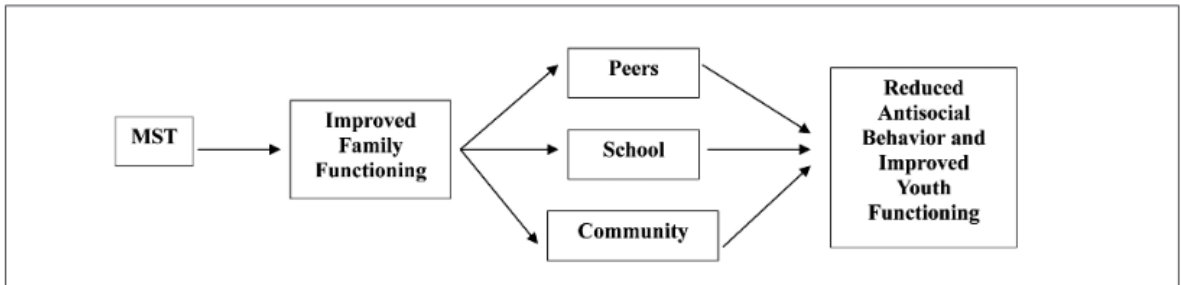 MST
Improved
Family
Functioning
Peers
School
Community
Reduced
Antisocial
Behavior and
Improved
Youth
Functioning